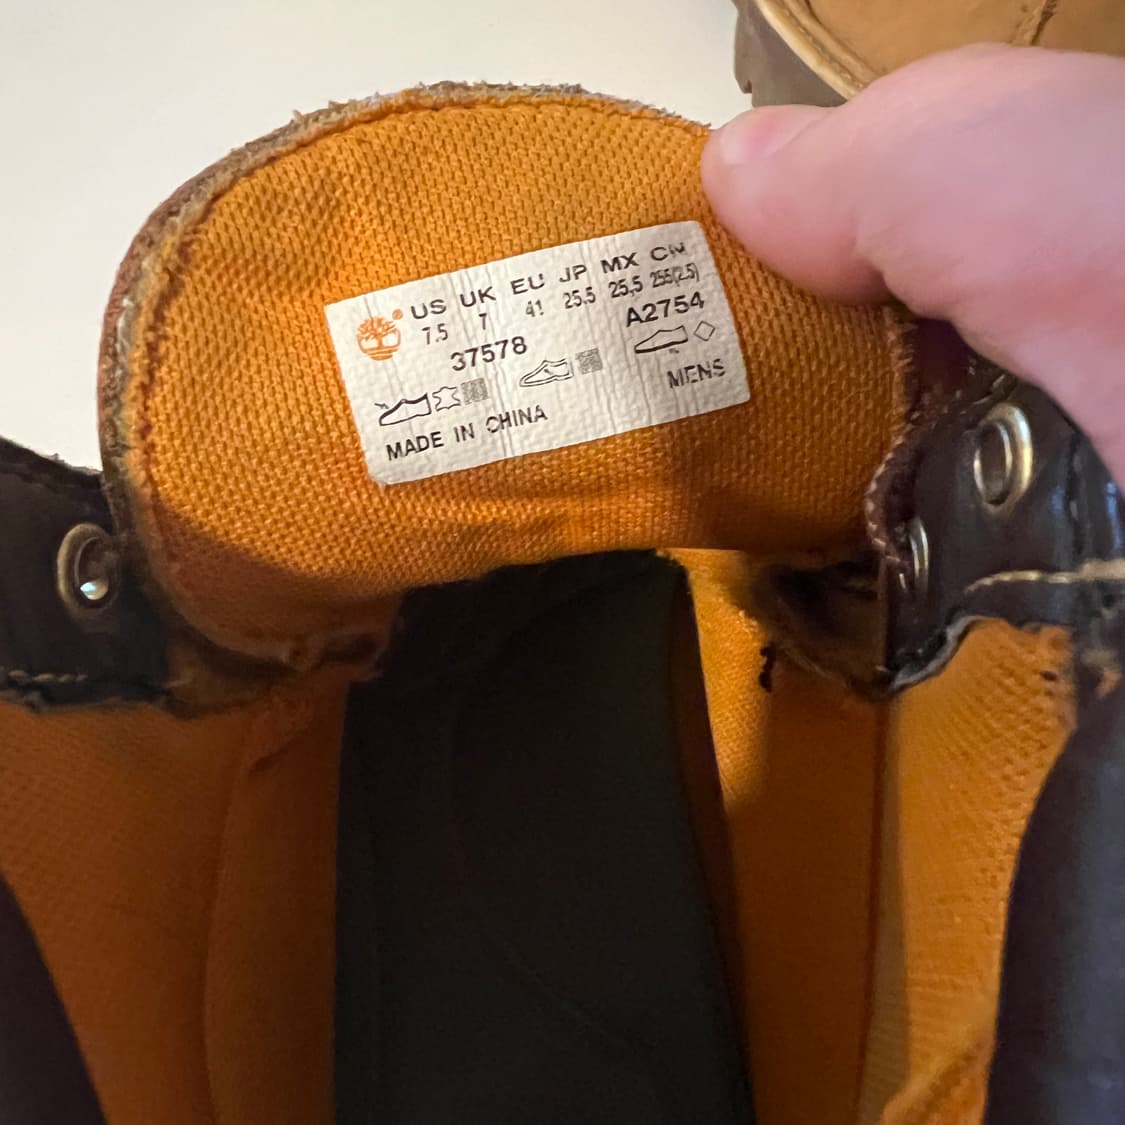 US UK EU JP MX CN
7.5 7 41 25.5 25,5 255(2.5)
37578 A2754
MENS
MADE IN CHINA